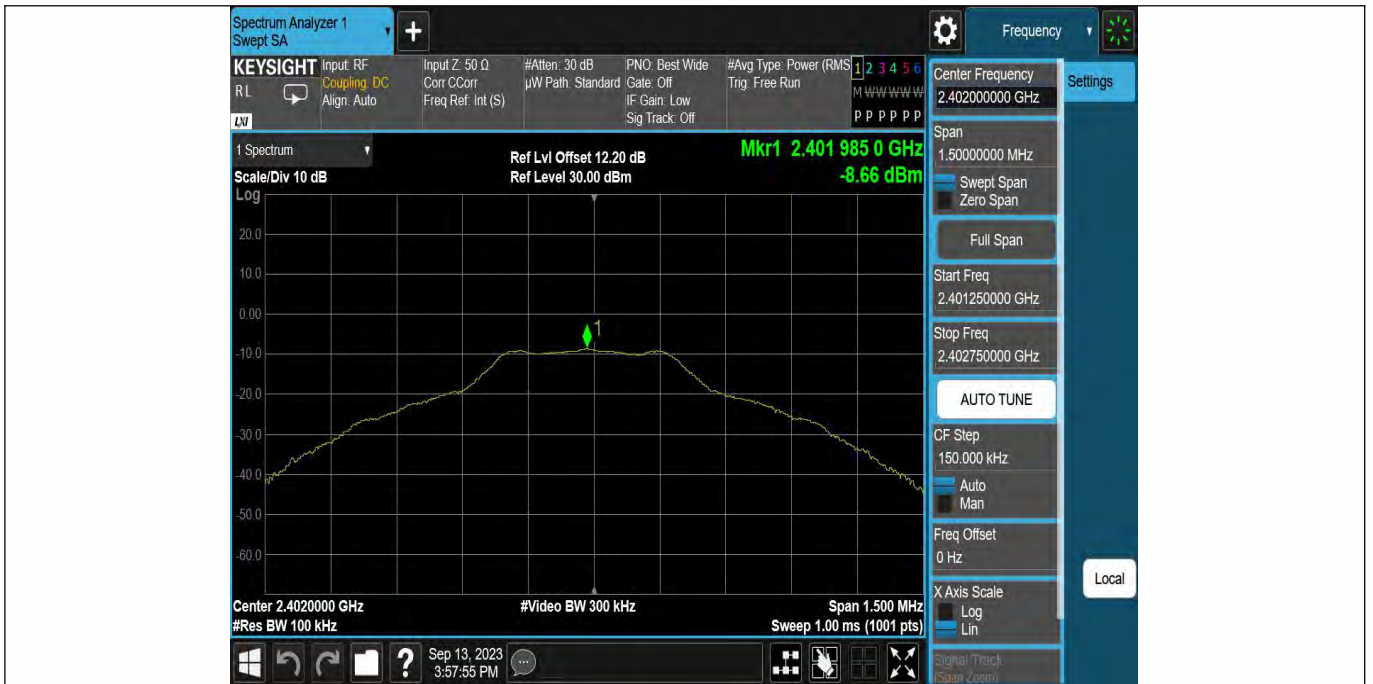 Spectrum Analyzer 1
Swept SA
+
Frequency
KEYSIGHT
RL
LXI
Input: RF
Coupling: DC
Align: Auto
Input Z: 50 Ω
Corr CCorr
Freq Ref: Int (S)
#Atten: 30 dB
µW Path: Standard
PNO: Best Wide
Gate: Off
IF Gain: Low
Sig Track: Off
#Avg Type: Power (RMS
Trig: Free Run
1 2 3 4 5 6
M W W W W W
P P P P P P
1 Spectrum
Scale/Div 10 dB
Log
Ref Lvl Offset 12.20 dB
Ref Level 30.00 dBm
Mkr1 2.401 985 0 GHz
-8.66 dBm
20.0
10.0
0.00
-10.0
-20.0
-30.0
-40.0
-50.0
-60.0
1
Center 2.4020000 GHz
#Res BW 100 kHz
#Video BW 300 kHz
Span 1.500 MHz
Sweep 1.00 ms (1001 pts)
Center Frequency
2.402000000 GHz
Settings
Span
1.50000000 MHz
Swept Span
Zero Span
Full Span
Start Freq
2.401250000 GHz
Stop Freq
2.402750000 GHz
AUTO TUNE
CF Step
150.000 kHz
Auto
Man
Freq Offset
0 Hz
X Axis Scale
Log
Lin
Signal Track
(Span Zoom)
Local
?
Sep 13, 2023
3:57:55 PM